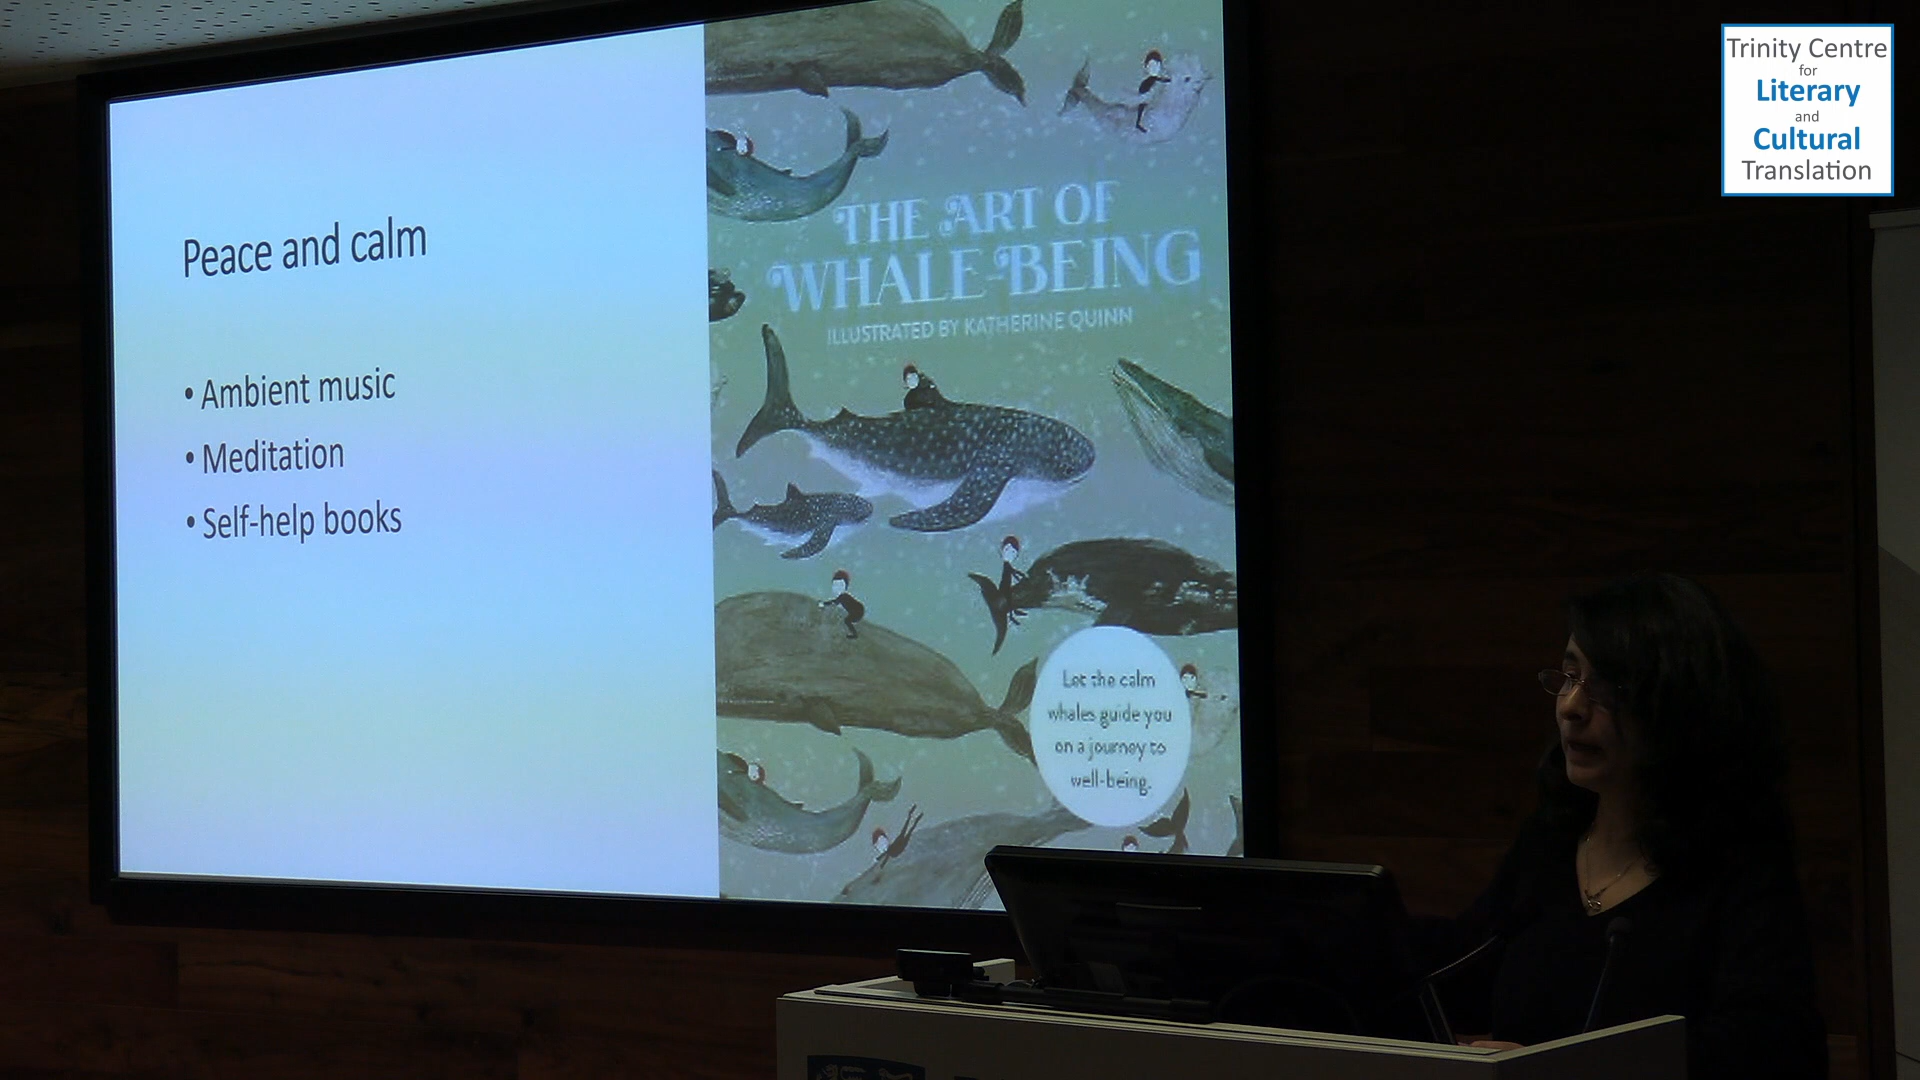 Peace and calm
• Ambient music
• Meditation
• Self-help books
THE ART OF
WHALE-BEING
ILLUSTRATED BY KATHERINE QUINN
Let the calm
whales guide you
on a journey to
well-being.
Trinity Centre
for
Literary
and
Cultural
Translation